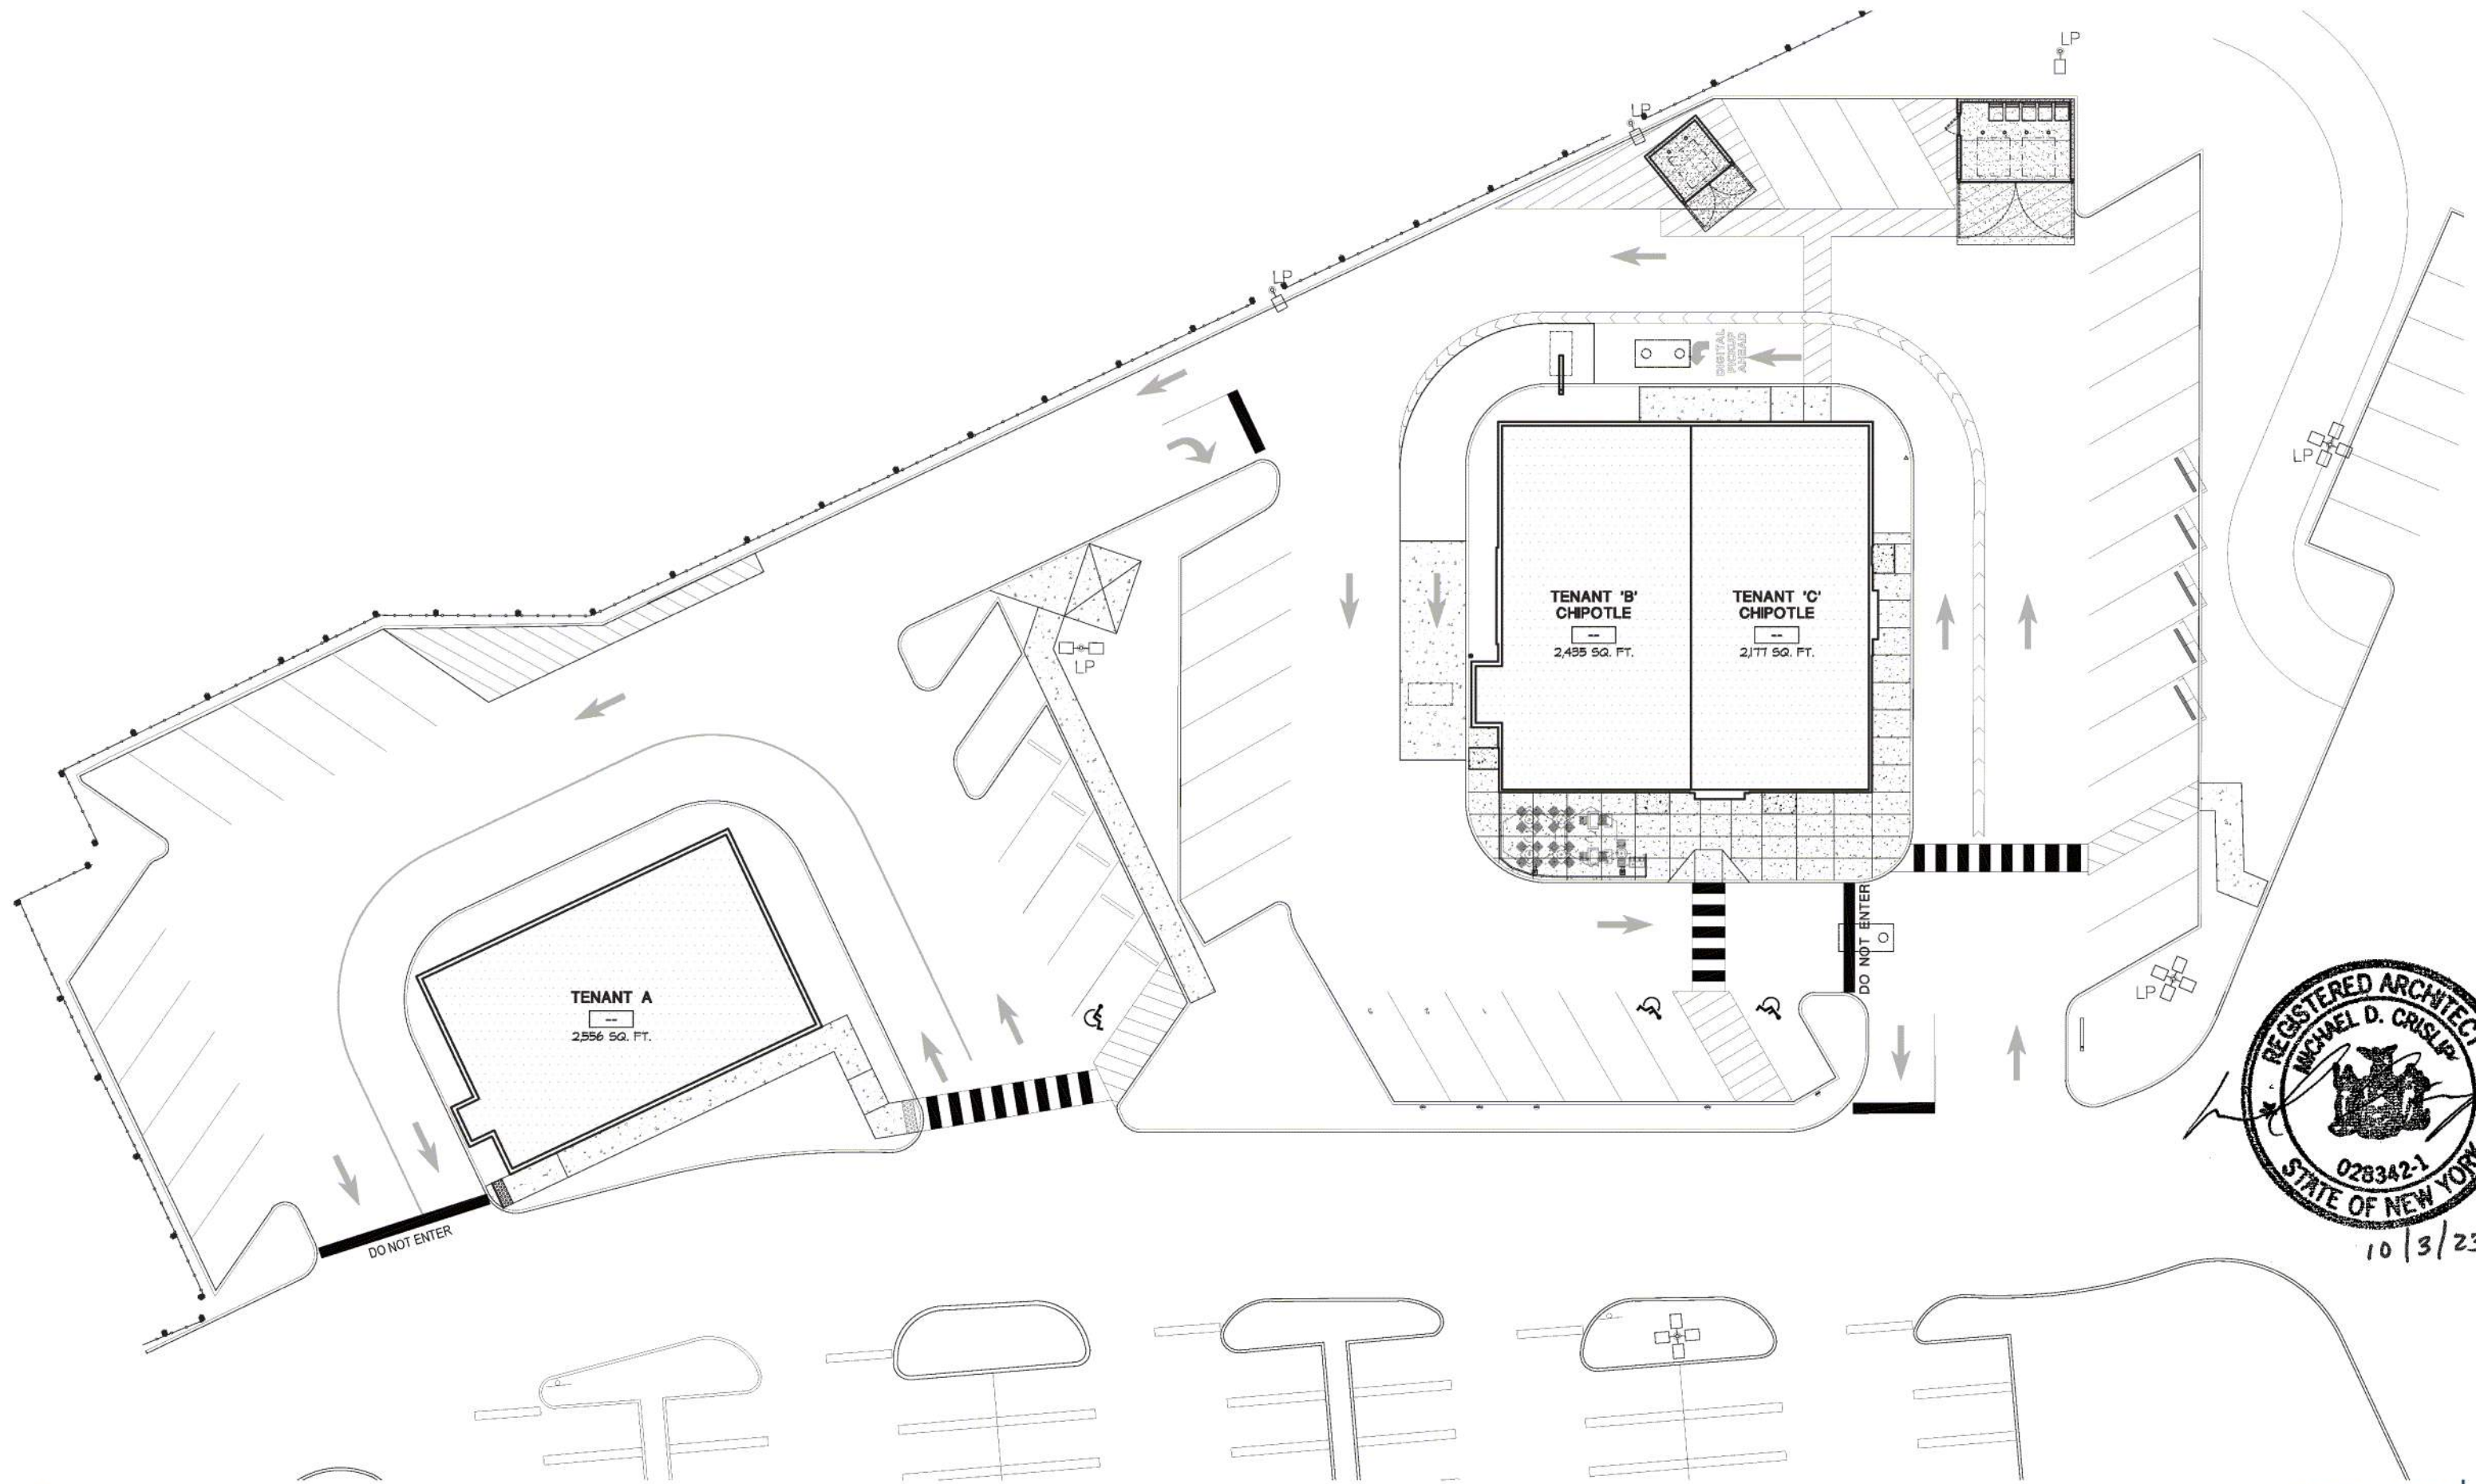 LP
LP
LP
DIGITAL
PICKUP
AHEAD
LP
TENANT 'B'
CHIPOTLE
--
2,435 SQ. FT.
TENANT 'C'
CHIPOTLE
--
2,177 SQ. FT.
LP
DO NOT ENTER
LP
TENANT A
--
2,556 SQ. FT.
DO NOT ENTER
REGISTERED ARCHITECT
MICHAEL D. CRISLIP
028342-1
STATE OF NEW YORK
10/3/23